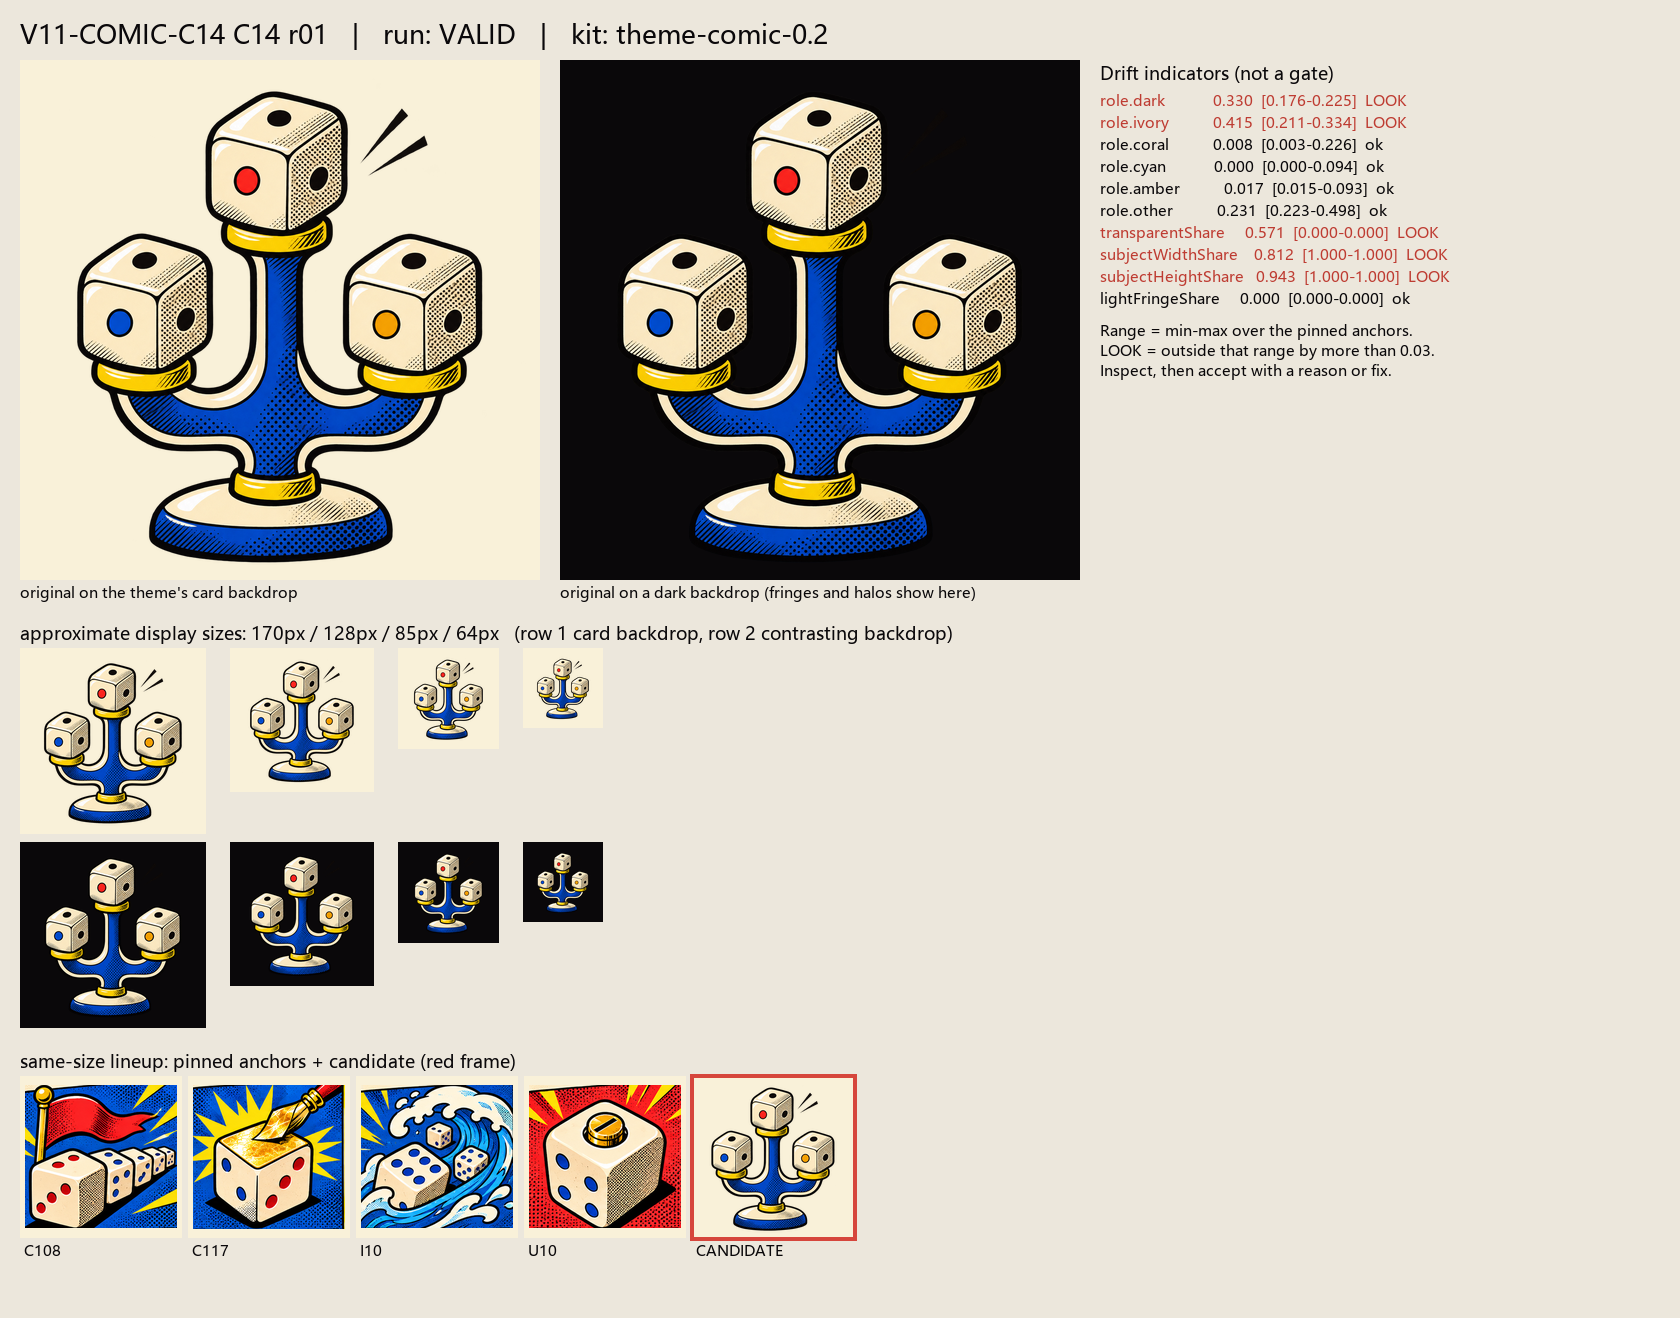 V11-COMIC-C14 C14 r01 | run: VALID | kit: theme-comic-0.2
Drift indicators (not a gate)
role.dark 0.330 [0.176-0.225] LOOK
role.ivory 0.415 [0.211-0.334] LOOK
role.coral 0.008 [0.003-0.226] ok
role.cyan 0.000 [0.000-0.094] ok
role.amber 0.017 [0.015-0.093] ok
role.other 0.231 [0.223-0.498] ok
transparentShare 0.571 [0.000-0.000] LOOK
subjectWidthShare 0.812 [1.000-1.000] LOOK
subjectHeightShare 0.943 [1.000-1.000] LOOK
lightFringeShare 0.000 [0.000-0.000] ok
Range = min-max over the pinned anchors.
LOOK = outside that range by more than 0.03.
Inspect, then accept with a reason or fix.
original on the theme's card backdrop
original on a dark backdrop (fringes and halos show here)
approximate display sizes: 170px / 128px / 85px / 64px (row 1 card backdrop, row 2 contrasting backdrop)
same-size lineup: pinned anchors + candidate (red frame)
C108
C117
I10
U10
CANDIDATE